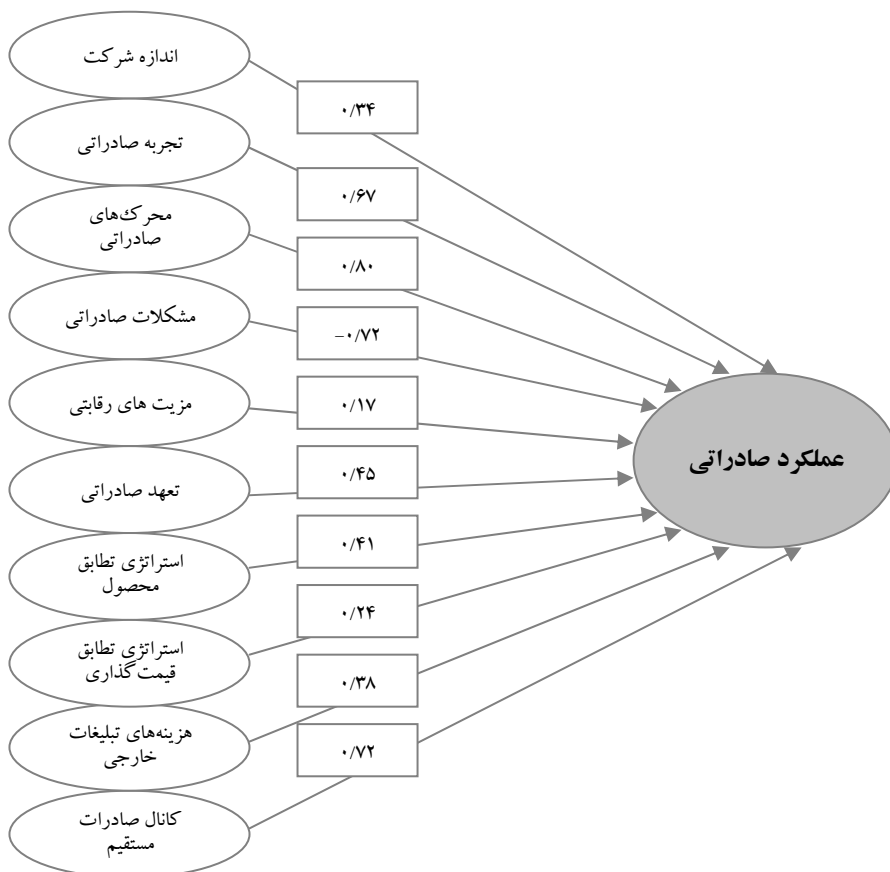 اندازه شرکت
۰/۳۴
تجربه صادراتی
۰/۶۷
محرک‌های
صادراتی
۰/۸۰
مشکلات صادراتی
−۰/۷۲
مزیت های رقابتی
۰/۱۷
عملکرد صادراتی
تعهد صادراتی
۰/۴۵
استراتژی تطابق
محصول
۰/۴۱
استراتژی تطابق
قیمت‌گذاری
۰/۲۴
هزینه‌های تبلیغات
خارجی
۰/۳۸
کانال صادرات
مستقیم
۰/۷۲